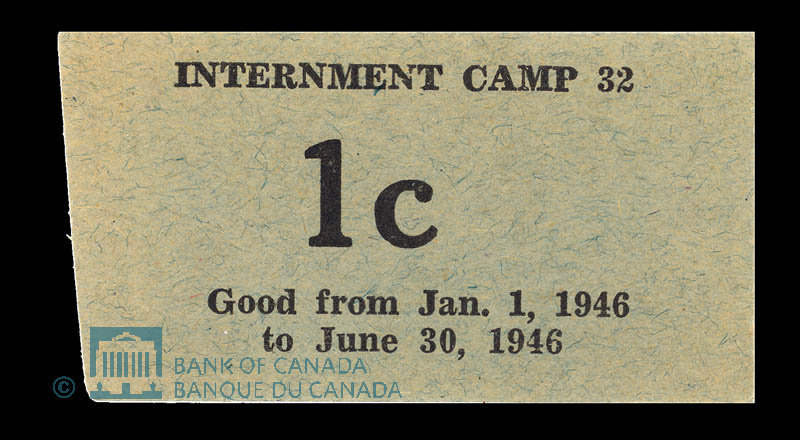 INTERNMENT CAMP 32
1c
Good from Jan. 1, 1946
to June 30, 1946
© BANK OF CANADA
BANQUE DU CANADA